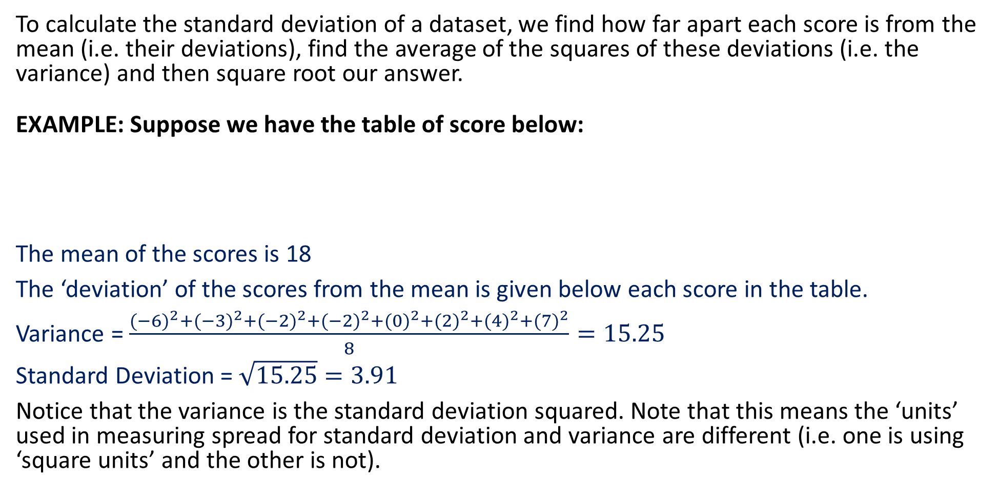 To calculate the standard deviation of a dataset, we find how far apart each score is from the
mean (i.e. their deviations), find the average of the squares of these deviations (i.e. the
variance) and then square root our answer.
EXAMPLE: Suppose we have the table of score below:
The mean of the scores is 18
The ‘deviation’ of the scores from the mean is given below each score in the table.
Variance = \frac{(−6)²+(−3)²+(−2)²+(−2)²+(0)²+(2)²+(4)²+(7)²}{8} = 15.25
Standard Deviation = √15.25 = 3.91
Notice that the variance is the standard deviation squared. Note that this means the ‘units’
used in measuring spread for standard deviation and variance are different (i.e. one is using
‘square units’ and the other is not).